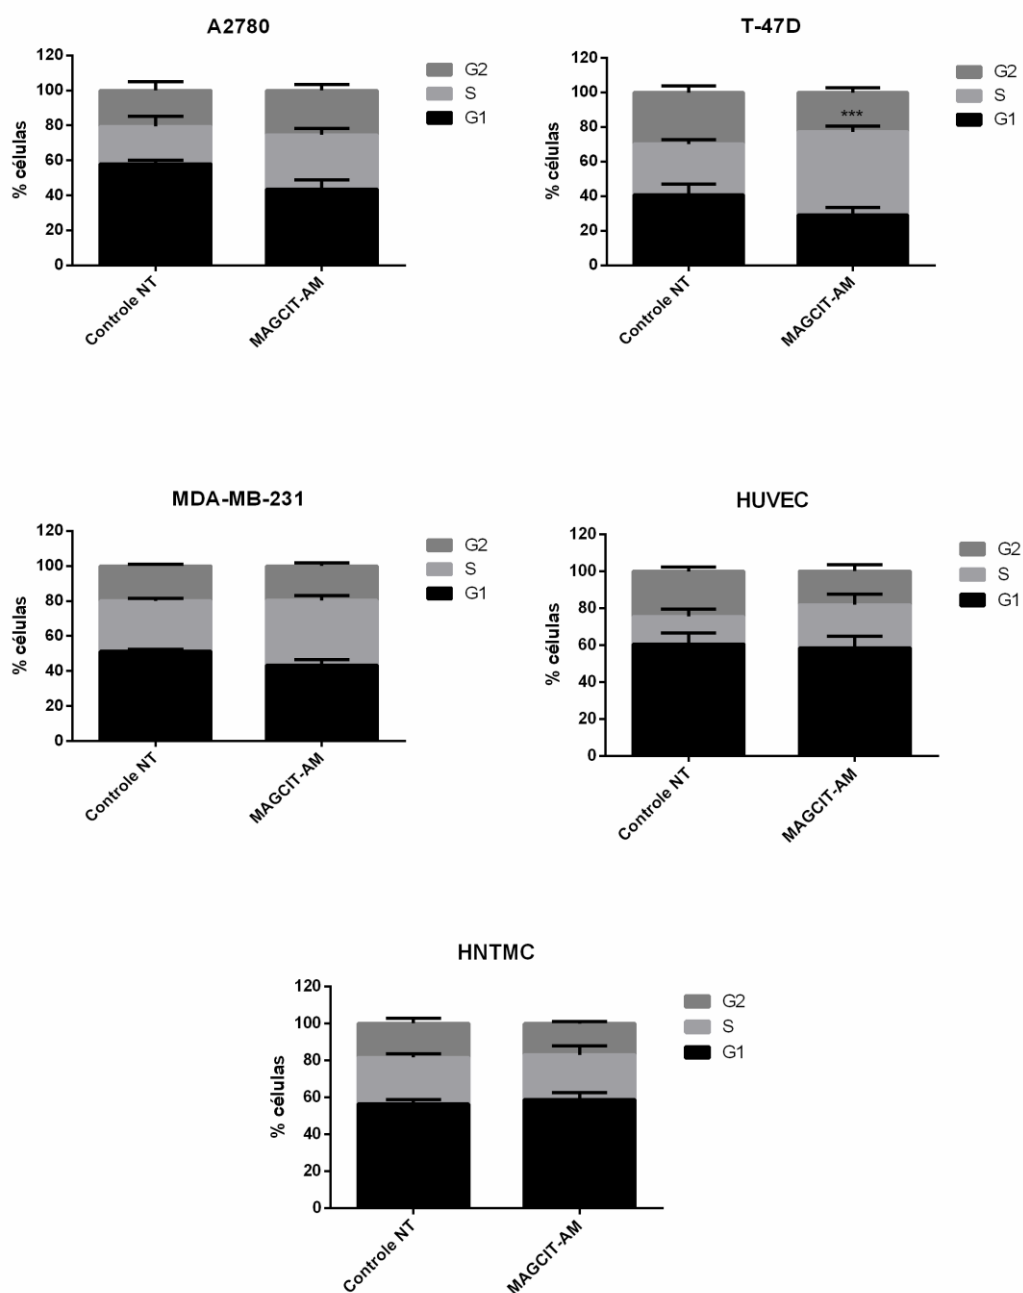 A2780
120
100
80
60
40
20
0
% células
Controle NT
MAGCIT-AM
G2
S
G1
T-47D
120
100
80
60
40
20
0
% células
***
Controle NT
MAGCIT-AM
G2
S
G1
MDA-MB-231
120
100
80
60
40
20
0
% células
Controle NT
MAGCIT-AM
G2
S
G1
HUVEC
120
100
80
60
40
20
0
% células
Controle NT
MAGCIT-AM
G2
S
G1
HNTMC
120
100
80
60
40
20
0
% células
Controle NT
MAGCIT-AM
G2
S
G1